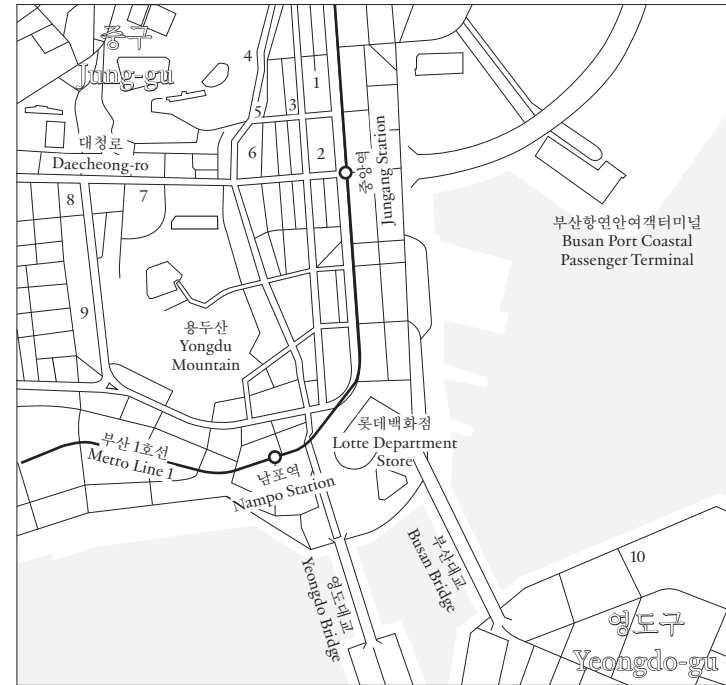 중구
Jung-gu
4
1
5
3
대청로
Daecheong-ro
6
2
중앙역
Jungang Station
8
7
부산항연안여객터미널
Busan Port Coastal
Passenger Terminal
9
용두산
Yongdu
Mountain
롯데백화점
Lotte Department
Store
부산 1호선
Metro Line 1
남포역
Nampo Station
영도대교
Yeongdo Bridge
부산대교
Busan Bridge
10
영도구
Yeongdo-gu